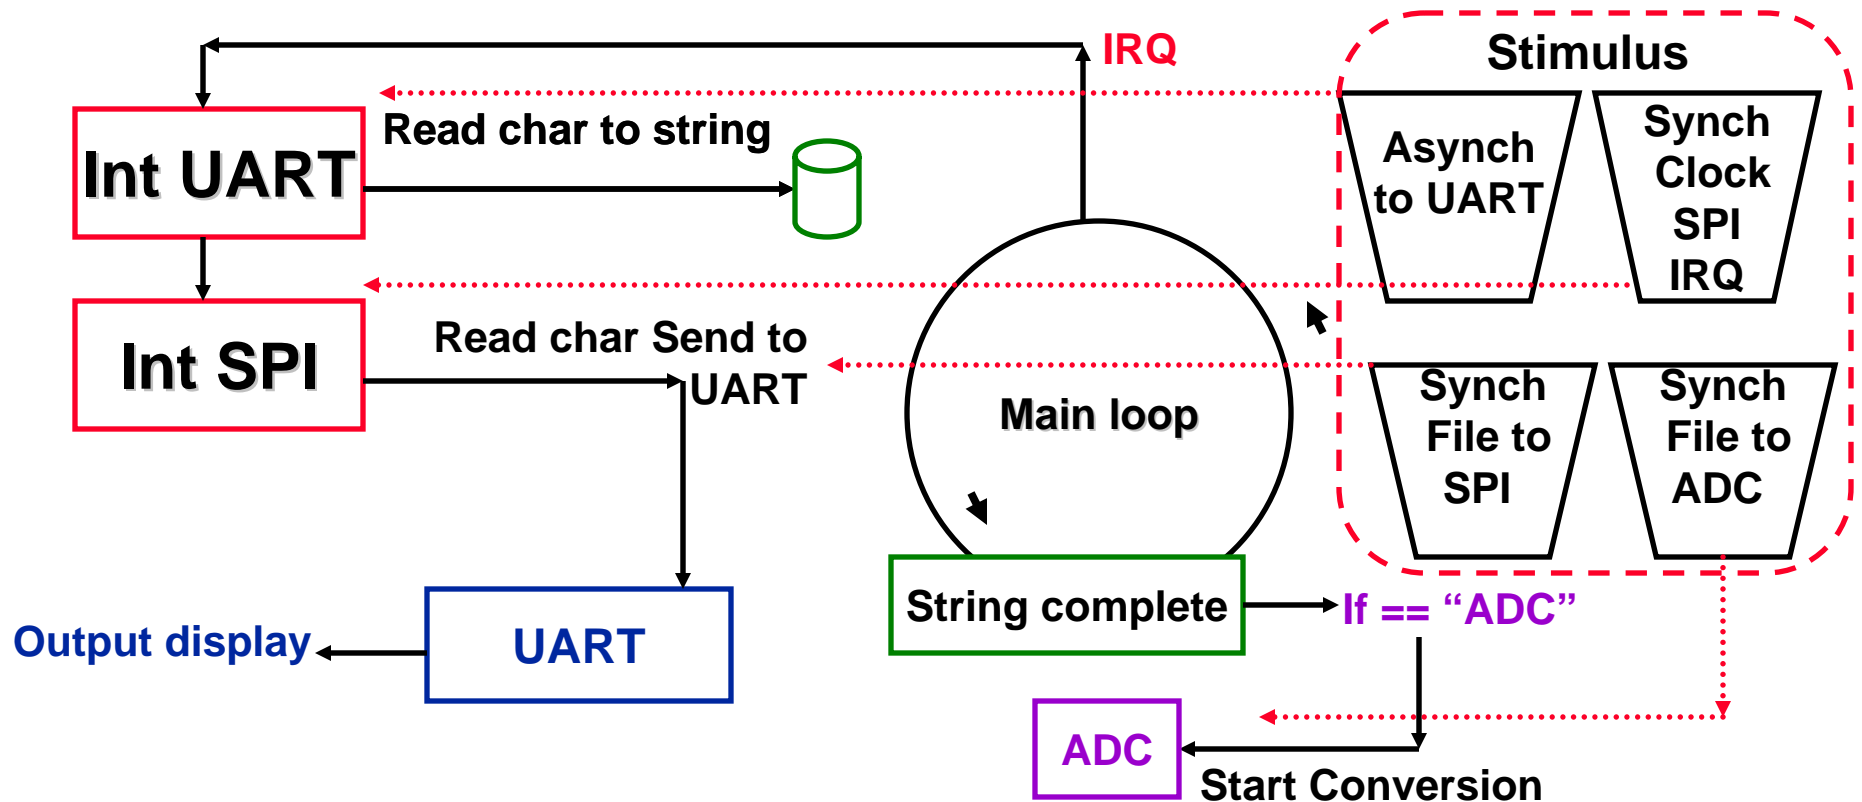 IRQ
Stimulus
Read char to string
Int UART
Asynch
to UART
Synch
Clock
SPI
IRQ
Int SPI
Read char Send to
UART
Main loop
Synch
File to
SPI
Synch
File to
ADC
String complete
If == “ADC”
Output display
UART
ADC
Start Conversion